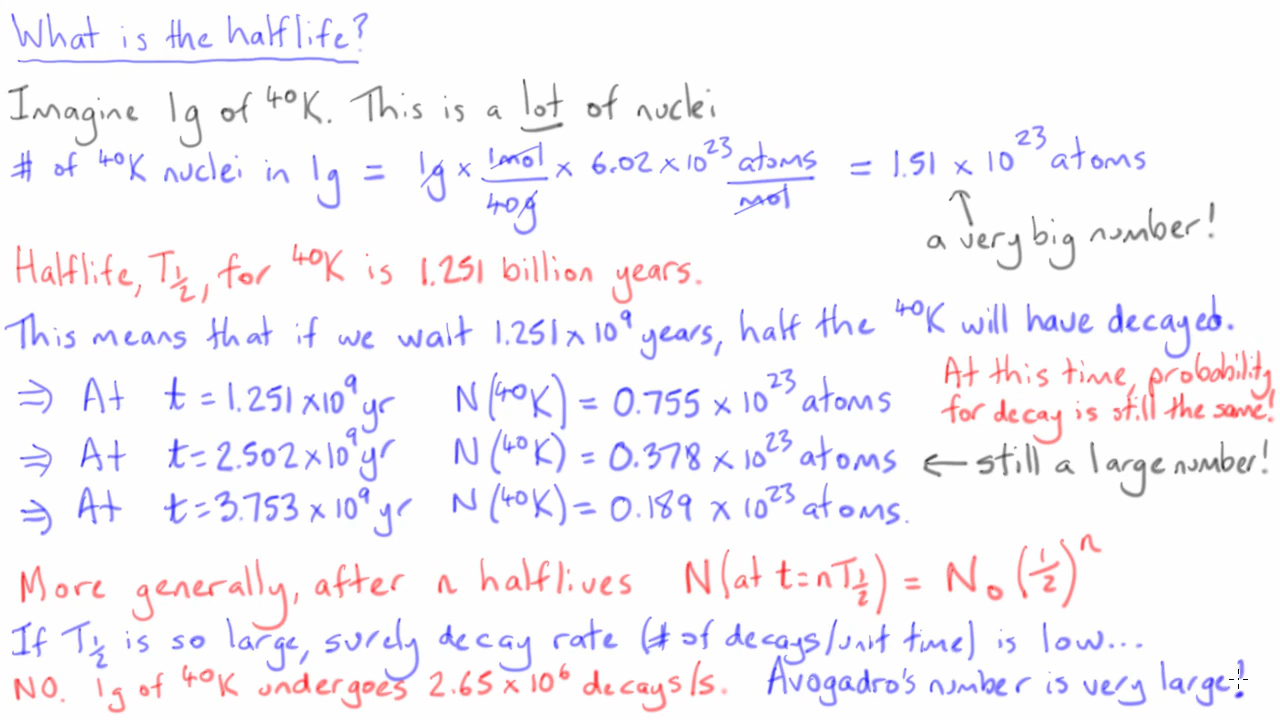 What is the halflife?
Imagine 1g of ⁴⁰K. This is a lot of nuclei
# of ⁴⁰K nuclei in 1g = 1g × 1mol/40g × 6.02 × 10²³ atoms/mol = 1.51 × 10²³ atoms
↑
a very big number!
Halflife, T½, for ⁴⁰K is 1.251 billion years.
This means that if we wait 1.251 × 10⁹ years, half the ⁴⁰K will have decayed.
At this time, probability
for decay is still the same!
⇒ At t = 1.251 × 10⁹ yr N(⁴⁰K) = 0.755 × 10²³ atoms
⇒ At t = 2.502 × 10⁹ yr N(⁴⁰K) = 0.378 × 10²³ atoms ← still a large number!
⇒ At t = 3.753 × 10⁹ yr N(⁴⁰K) = 0.189 × 10²³ atoms.
More generally, after n halflives N(at t = nT½) = N₀ (½)ⁿ
If T½ is so large, surely decay rate (# of decays/unit time) is low...
NO. 1g of ⁴⁰K undergoes 2.65 × 10⁶ decays/s. Avogadro's number is very large!